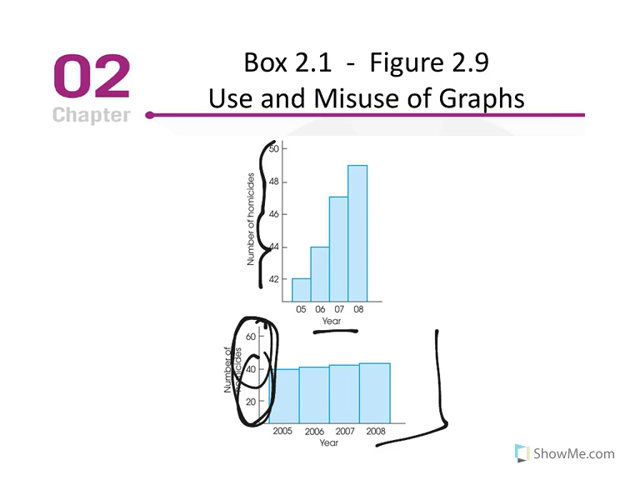 02
Chapter
Box 2.1 - Figure 2.9
Use and Misuse of Graphs
Number of homicides
50
48
46
44
42
05 06 07 08
Year
Number of
homicides
60
40
20
2005 2006 2007 2008
Year
ShowMe.com